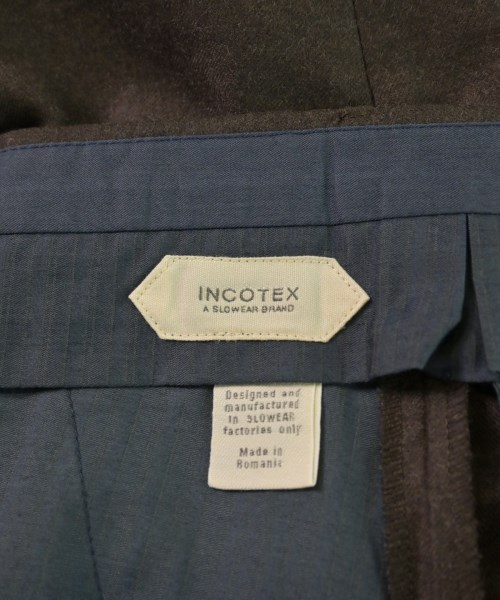 INCOTEX
A SLOWEAR BRAND
Designed and
manufactured
in SLOWEAR
factories only
Made in
Romania